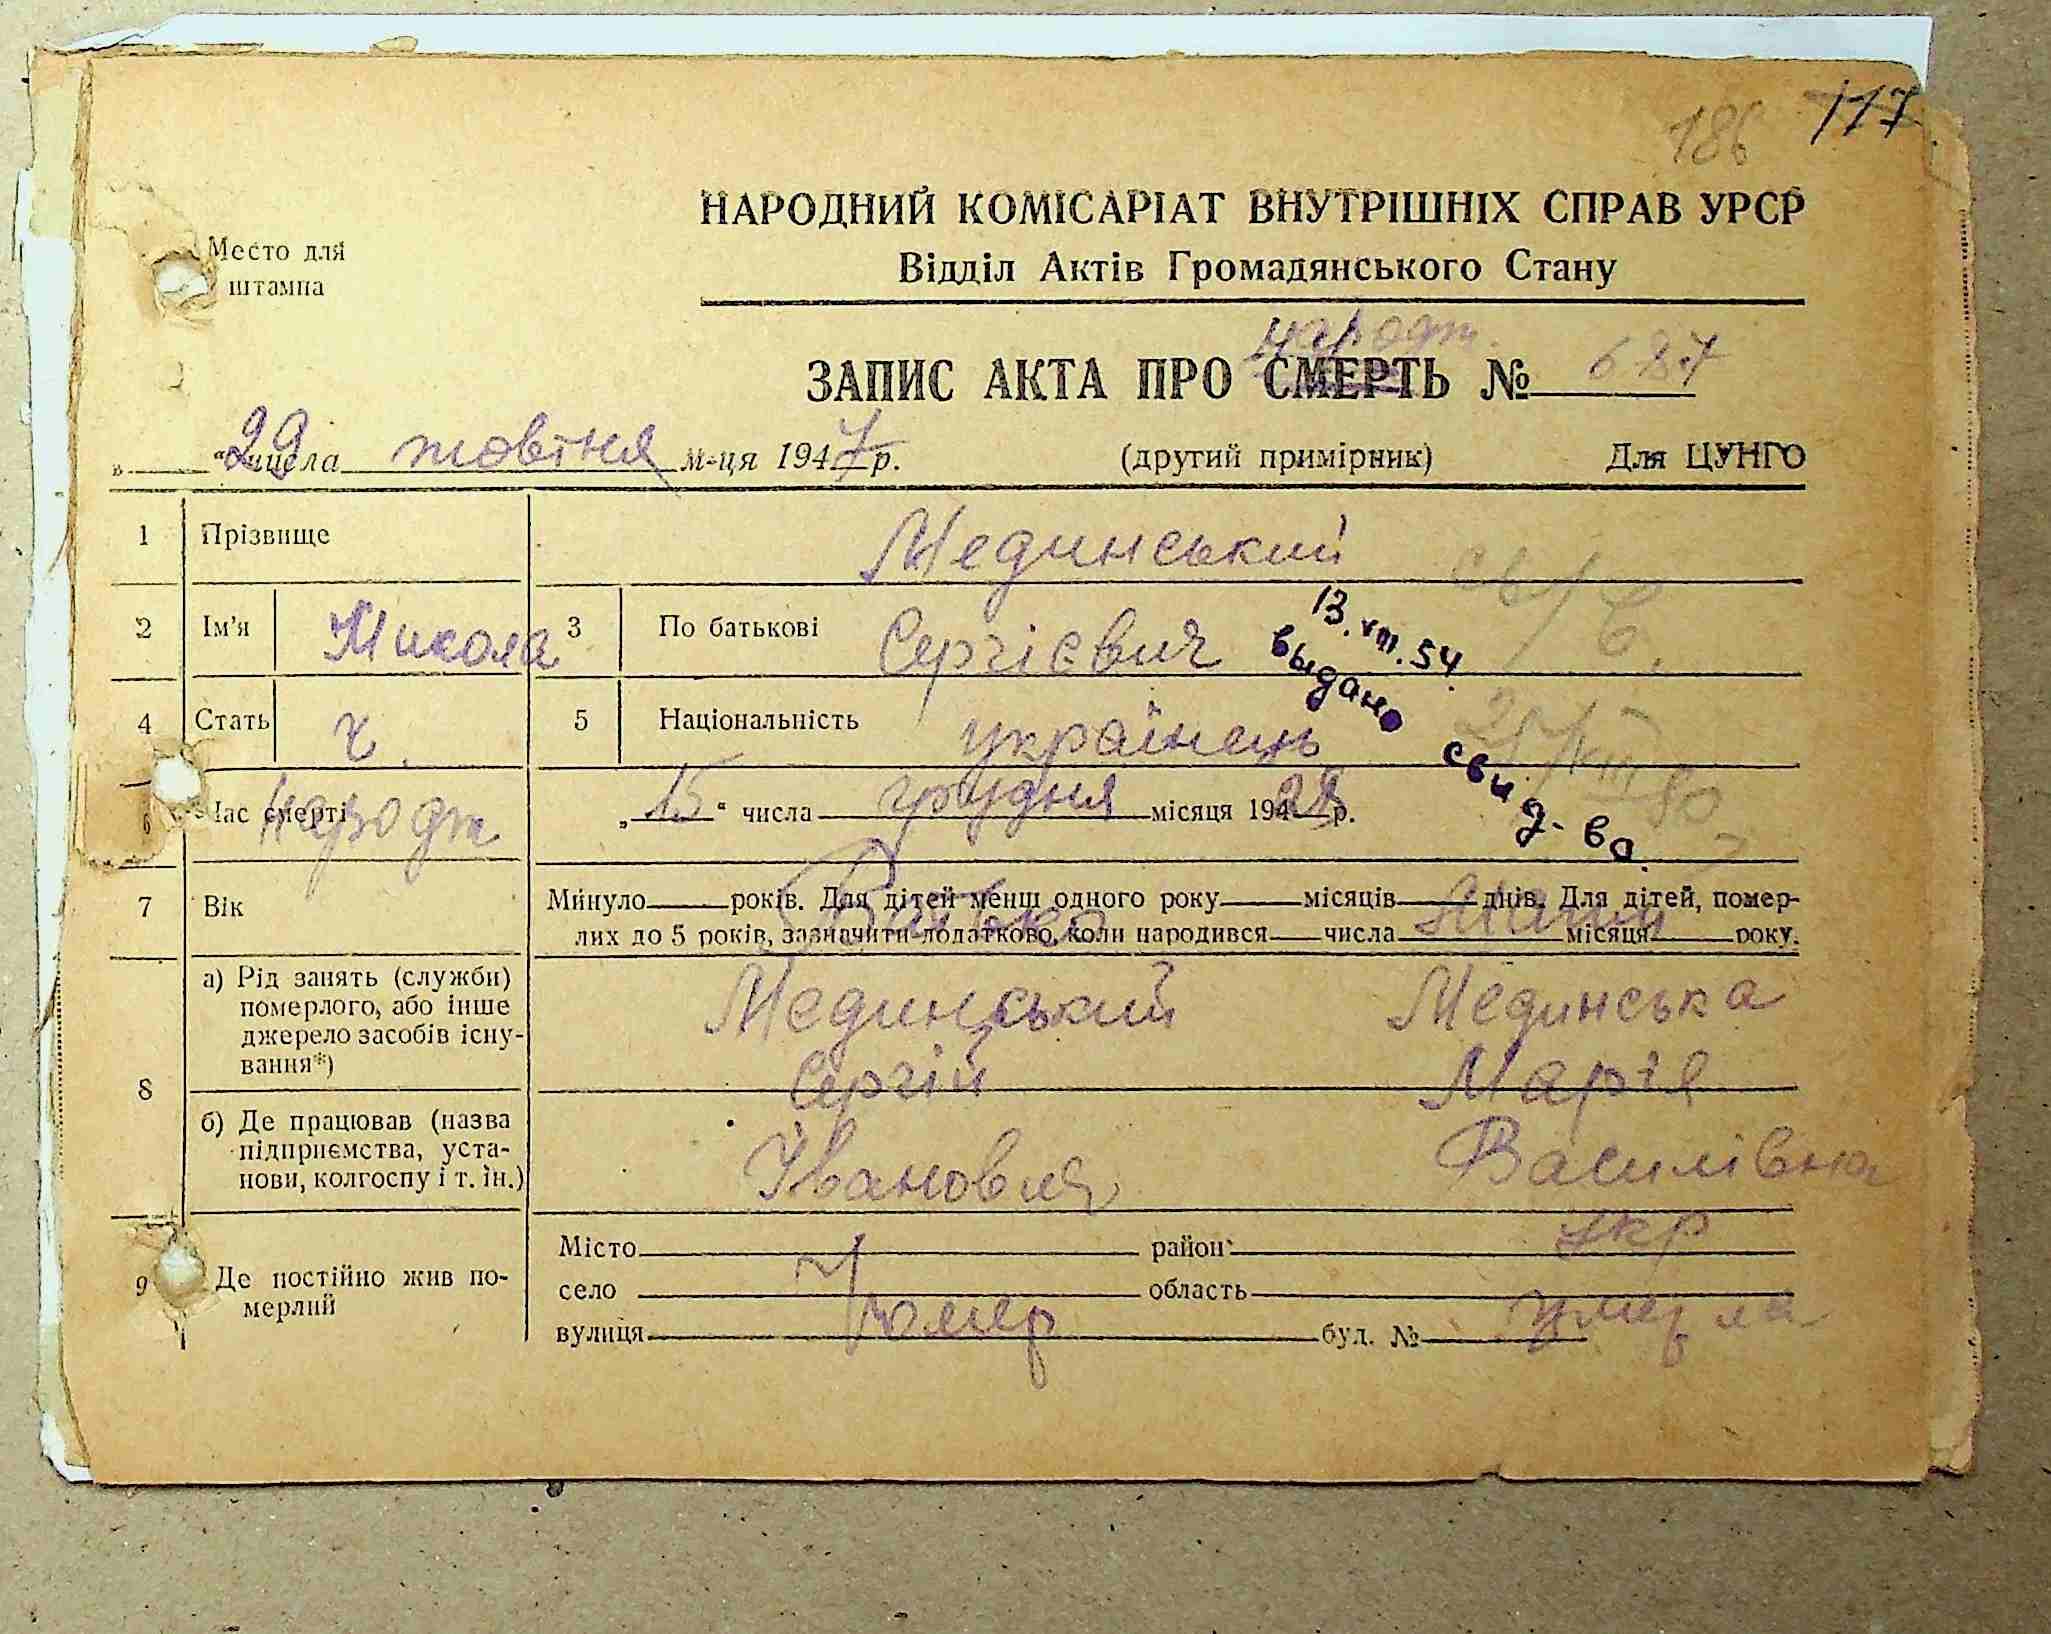 186 117
Место для
штампа
НАРОДНИЙ КОМІСАРІАТ ВНУТРІШНІХ СПРАВ УРСР
Відділ Актів Громадянського Стану
народж.
ЗАПИС АКТА ПРО СМЕРТЬ № 687
„ 29 “ числа жовтня м-ця 1947 р. (другий примірник) Для ЦУНГО
1 Прізвище Мединський
2 Ім'я Микола 3 По батькові Сергієвич
13.VIII.54
выдано
свид-во.
4 Стать ч. 5 Національність українець
6 Час смерті народж „15“ числа грудня місяця 194 р.
7 Вік Минуло років. Для дітей менш одного року місяців днів. Для дітей, помер-
лих до 5 років, зазначити додатково, коли народився числа місяця року.
Батько Мати
8 а) Рід занять (служби)
померлого, або інше
джерело засобів існу-
вання*)
Мединський Мединська
Сергій Марія
б) Де працював (назва
підприємства, уста-
нови, колгоспу і т. ін.)
Іванович Василівна
укр
9 Де постійно жив по-
мерлий
Місто район
село область
вулиця буд. №
Умерла